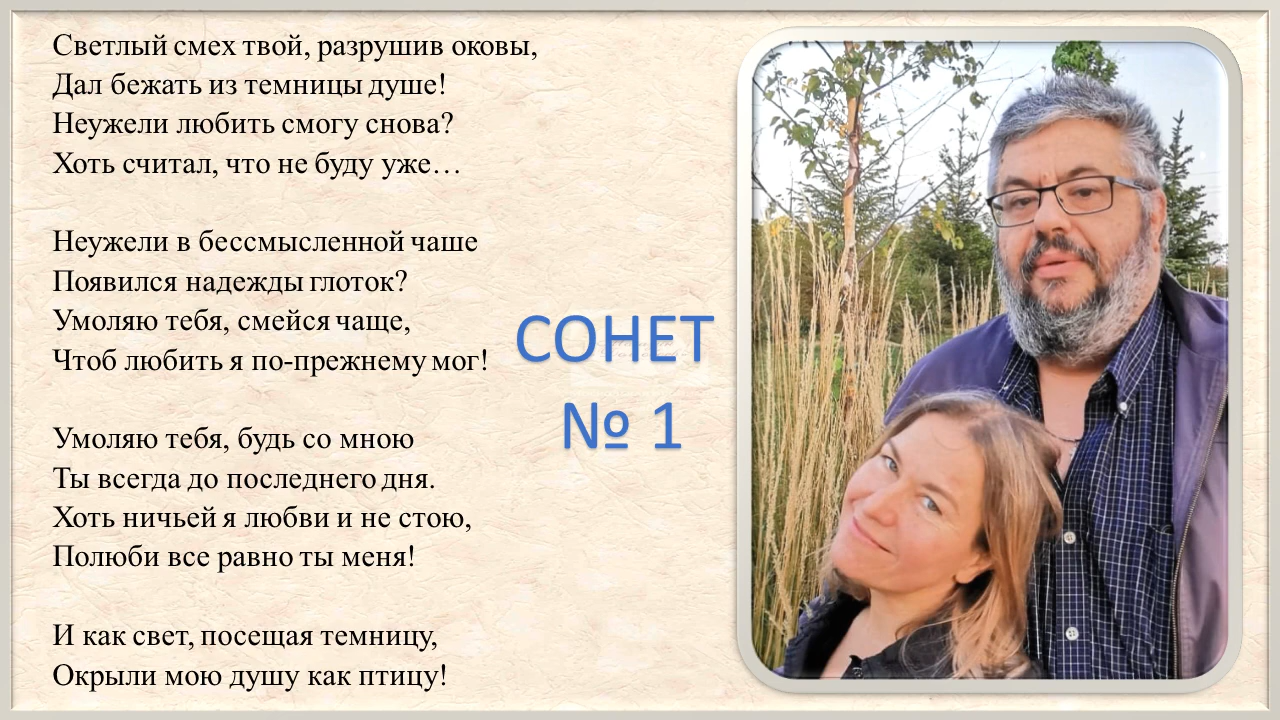 Светлый смех твой, разрушив оковы,
Дал бежать из темницы душе!
Неужели любить смогу снова?
Хоть считал, что не буду уже…
Неужели в бессмысленной чаше
Появился надежды глоток?
Умоляю тебя, смейся чаще,
Чтоб любить я по-прежнему мог!
Умоляю тебя, будь со мною
Ты всегда до последнего дня.
Хоть ничьей я любви и не стою,
Полюби все равно ты меня!
И как свет, посещая темницу,
Окрыли мою душу как птицу!
СОНЕТ
№ 1